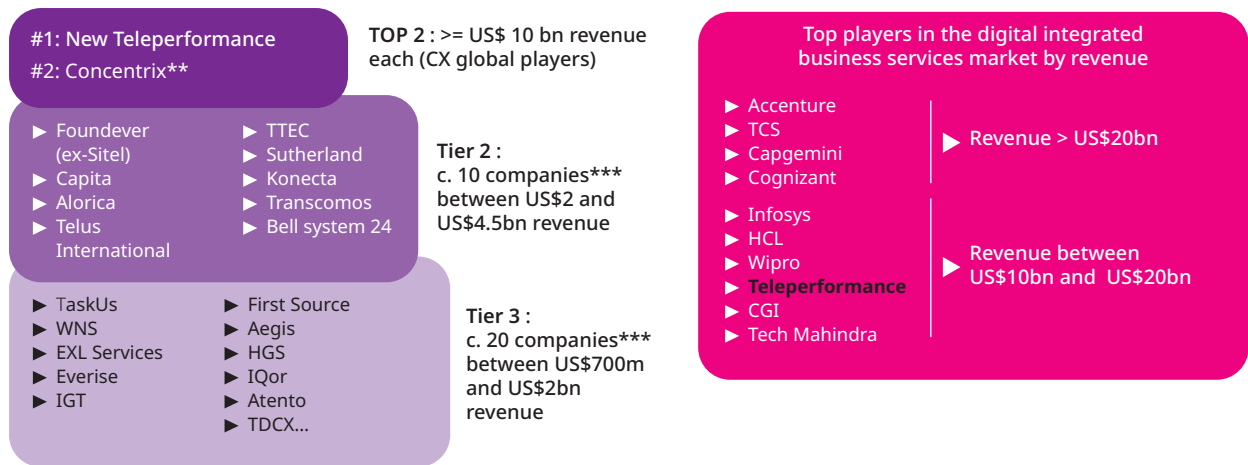 #1: New Teleperformance
#2: Concentrix**
TOP 2 : >= US$ 10 bn revenue
each (CX global players)
▶ Foundever
(ex-Sitel)
▶ Capita
▶ Alorica
▶ Telus
International
▶ TTEC
▶ Sutherland
▶ Konecta
▶ Transcomos
▶ Bell system 24
Tier 2 :
c. 10 companies***
between US$2 and
US$4.5bn revenue
▶ TaskUs
▶ WNS
▶ EXL Services
▶ Everise
▶ IGT
▶ First Source
▶ Aegis
▶ HGS
▶ IQor
▶ Atento
▶ TDCX...
Tier 3 :
c. 20 companies***
between US$700m
and US$2bn
revenue
Top players in the digital integrated
business services market by revenue
▶ Accenture
▶ TCS
▶ Capgemini
▶ Cognizant
▶ Revenue > US$20bn
▶ Infosys
▶ HCL
▶ Wipro
▶ Teleperformance
▶ CGI
▶ Tech Mahindra
▶ Revenue between
US$10bn and US$20bn